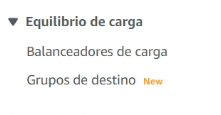 Equilibrio de carga
Balanceadores de carga
Grupos de destino New